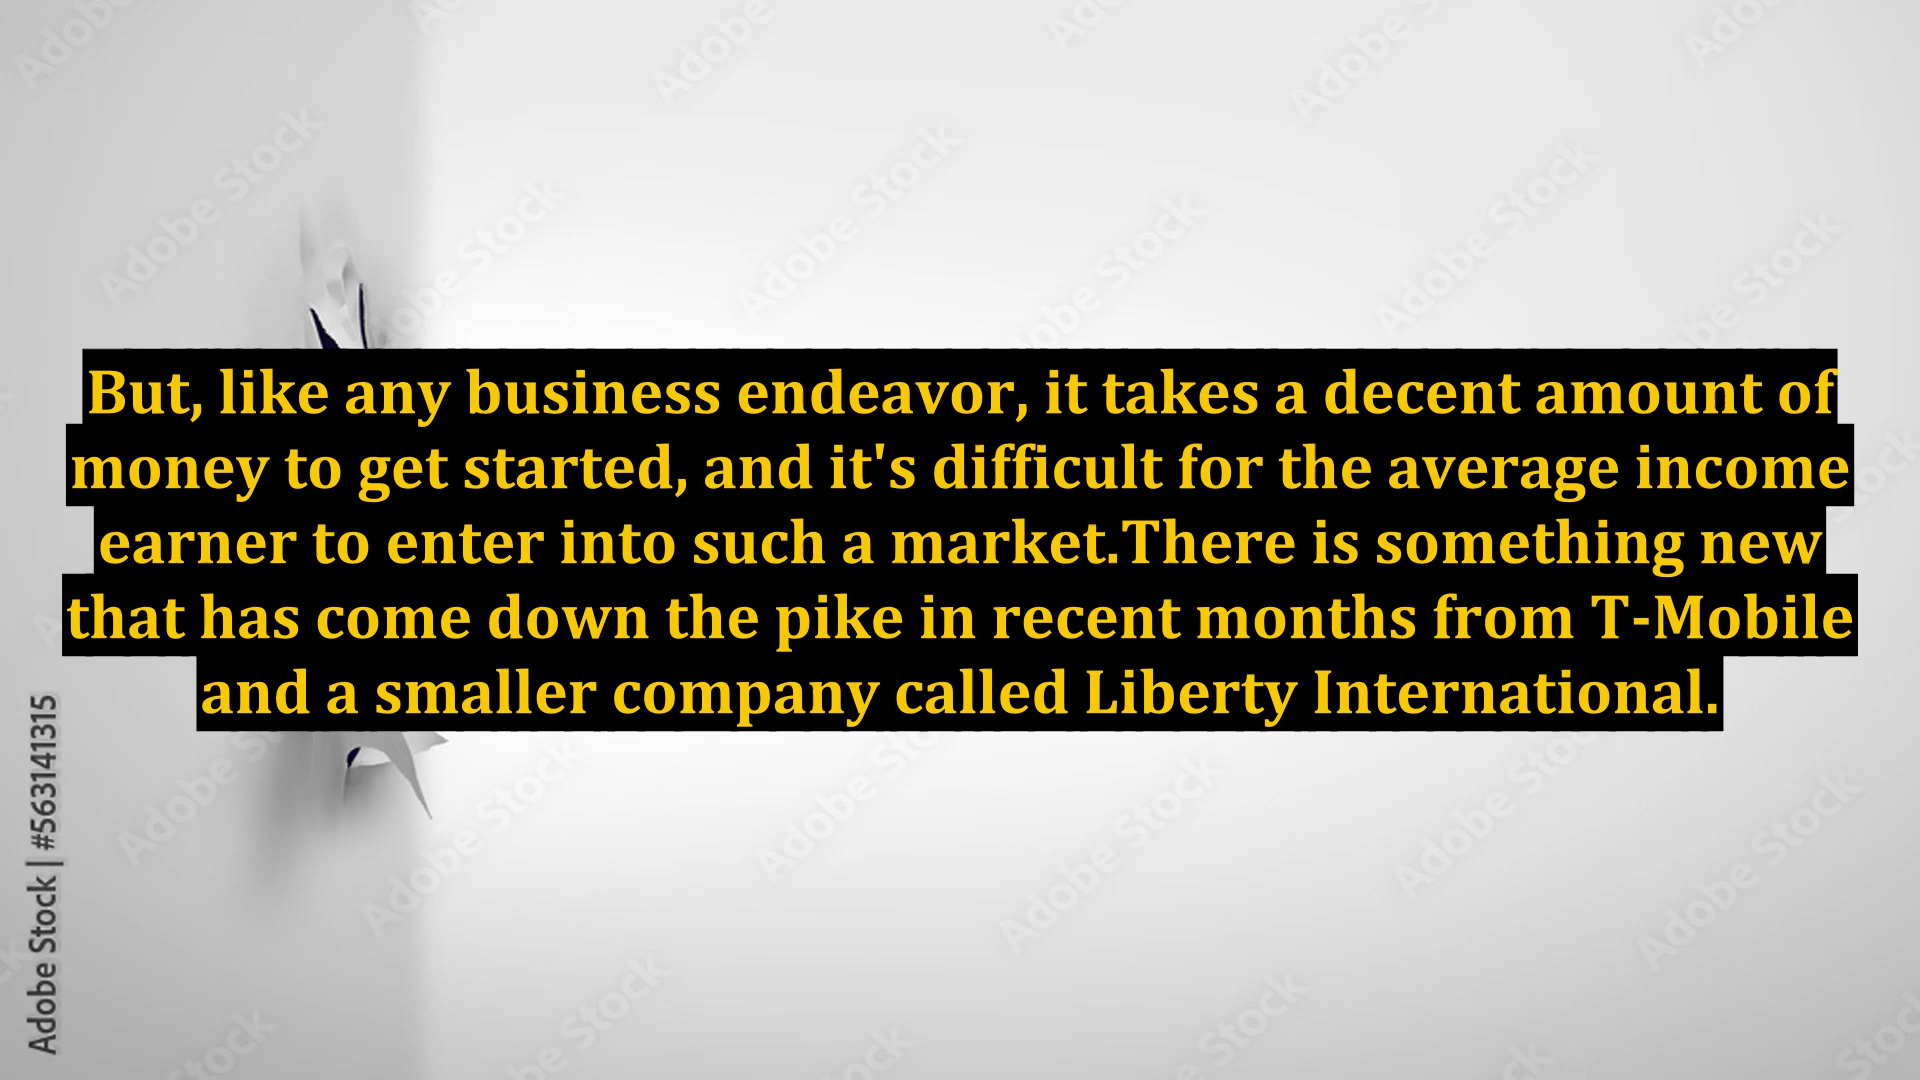 But, like any business endeavor, it takes a decent amount of
money to get started, and it's difficult for the average income
earner to enter into such a market.There is something new
that has come down the pike in recent months from T-Mobile
and a smaller company called Liberty International.
Adobe Stock | #563141315